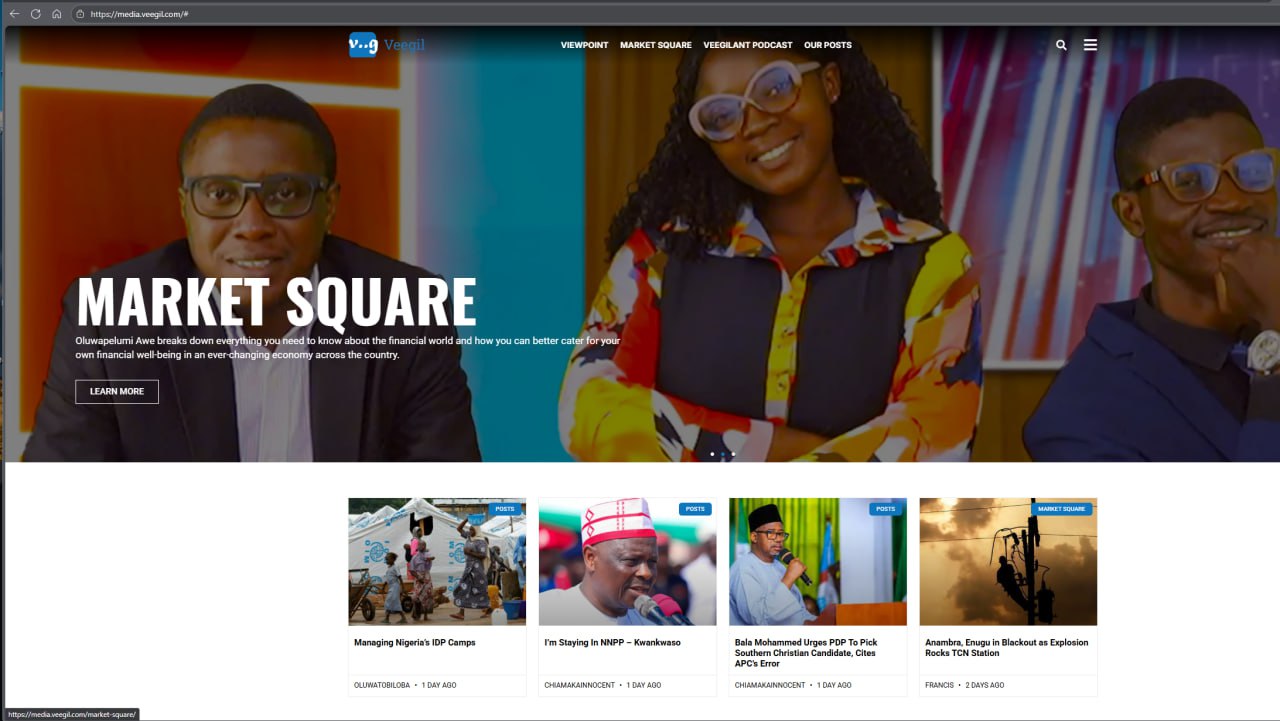 https://media.veegil.com/#
veeg Veegil
VIEWPOINT MARKET SQUARE VEEGILANT PODCAST OUR POSTS
MARKET SQUARE
Oluwapelumi Awe breaks down everything you need to know about the financial world and how you can better cater for your
own financial well-being in an ever-changing economy across the country.
LEARN MORE
POSTS
POSTS
POSTS
MARKET SQUARE
Managing Nigeria's IDP Camps
I'm Staying In NNPP – Kwankwaso
Bala Mohammed Urges PDP To Pick
Southern Christian Candidate, Cites
APC's Error
Anambra, Enugu in Blackout as Explosion
Rocks TCN Station
OLUWATOBILOBA • 1 DAY AGO
CHIAMAKAINNOCENT • 1 DAY AGO
CHIAMAKAINNOCENT • 1 DAY AGO
FRANCIS • 2 DAYS AGO
https://media.veegil.com/market-square/